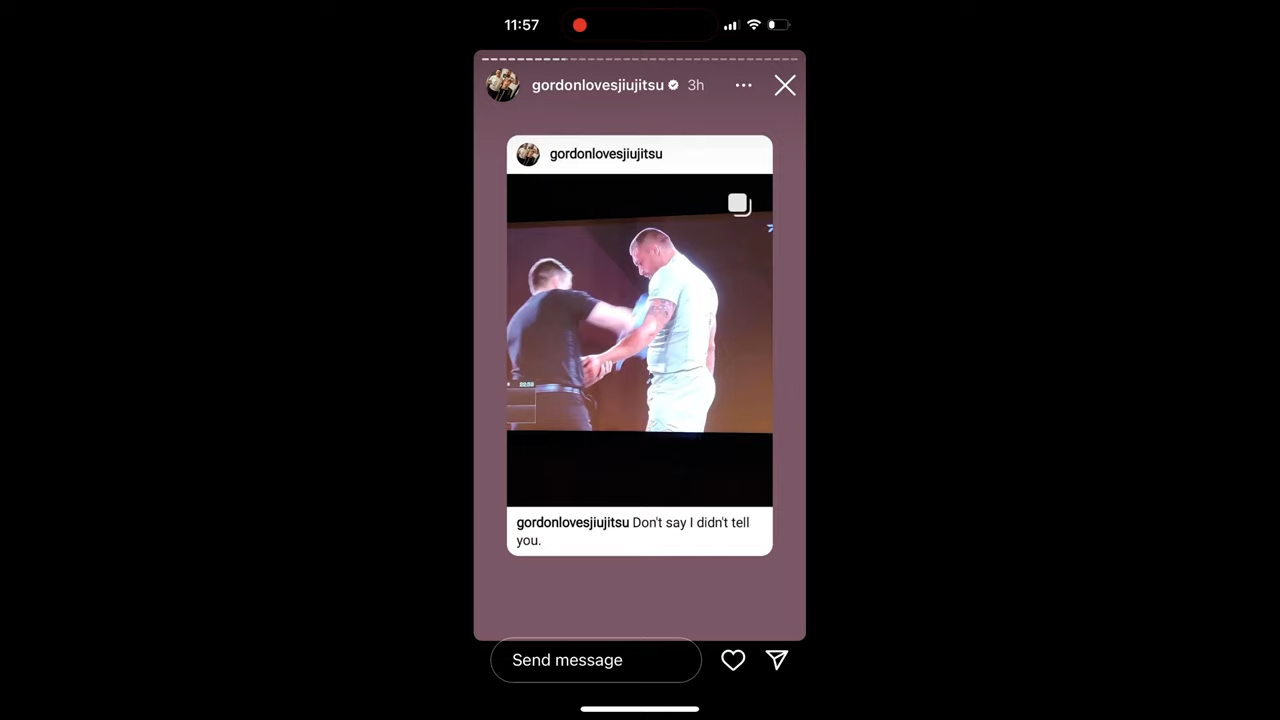 11:57
gordonlovesjiujitsu 3h
gordonlovesjiujitsu
gordonlovesjiujitsu Don't say I didn't tell
you.
Send message